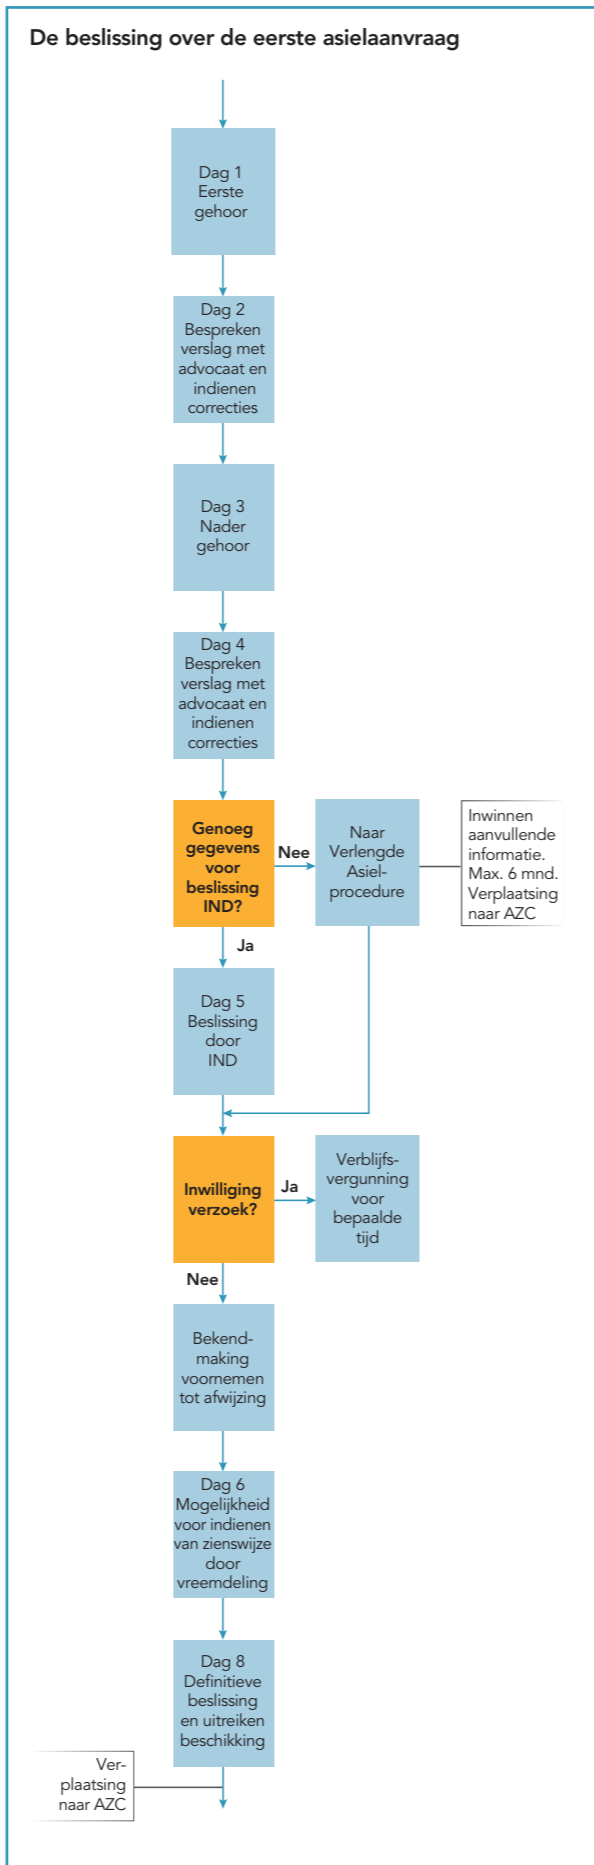 De beslissing over de eerste asielaanvraag
Dag 1
Eerste
gehoor
Dag 2
Bespreken
verslag met
advocaat en
indienen
correcties
Dag 3
Nader
gehoor
Dag 4
Bespreken
verslag met
advocaat en
indienen
correcties
Genoeg
gegevens
voor
beslissing
IND?
Nee
Naar
Verlengde
Asiel-
procedure
Inwinnen
aanvullende
informatie.
Max. 6 mnd.
Verplaatsing
naar AZC
Ja
Dag 5
Beslissing
door
IND
Inwilliging
verzoek?
Ja
Verblijfs-
vergunning
voor
bepaalde
tijd
Nee
Bekend-
making
voornemen
tot afwijzing
Dag 6
Mogelijkheid
voor indienen
van zienswijze
door
vreemdeling
Dag 8
Definitieve
beslissing
en uitreiken
beschikking
Ver-
plaatsing
naar AZC